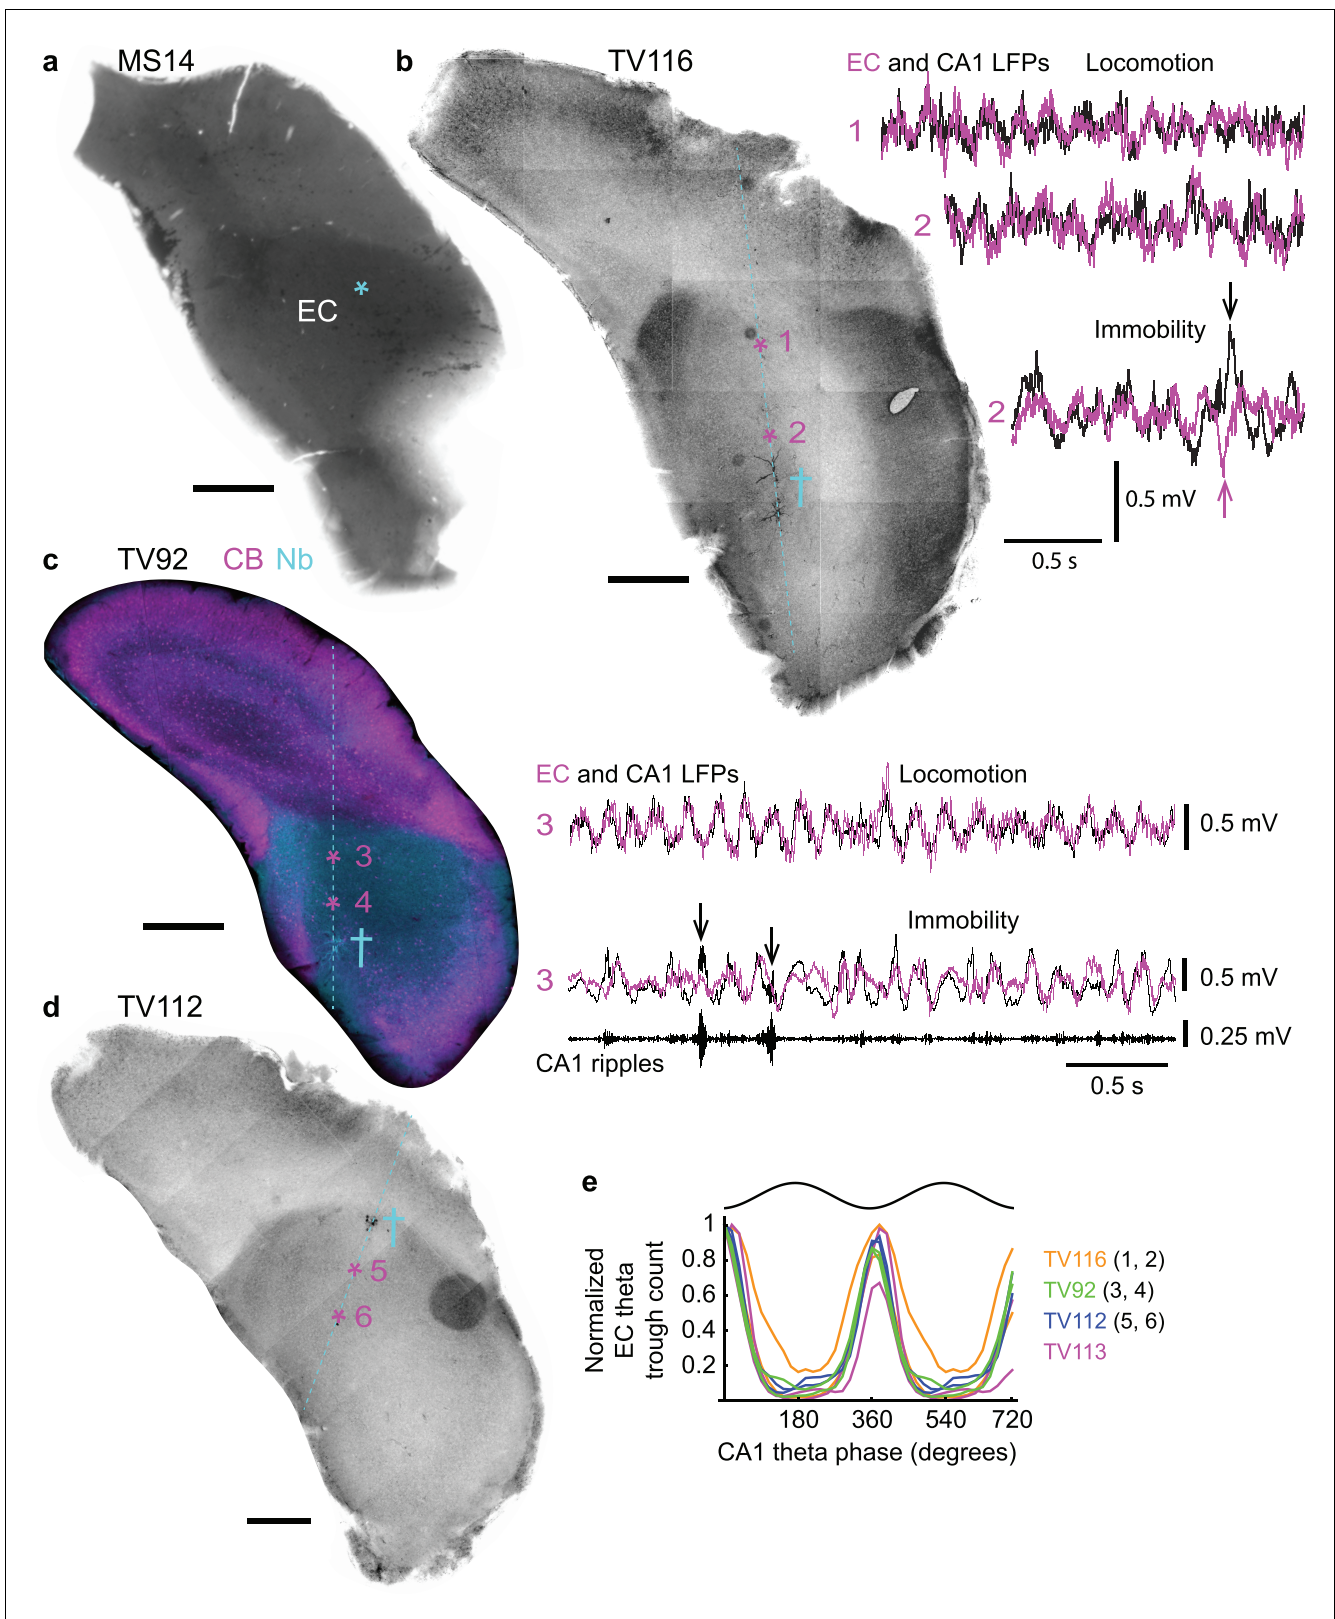 a MS14
EC
*
b TV116
* 1
* 2
†
EC and CA1 LFPs Locomotion
1
2
Immobility
2
0.5 mV
0.5 s
c TV92 CB Nb
* 3
* 4
†
EC and CA1 LFPs Locomotion
3
0.5 mV
Immobility
3
0.5 mV
0.25 mV
CA1 ripples
0.5 s
d TV112
†
* 5
* 6
e
Normalized
EC theta
trough count
1
0.8
0.6
0.4
0.2
180 360 540 720
CA1 theta phase (degrees)
TV116 (1, 2)
TV92 (3, 4)
TV112 (5, 6)
TV113